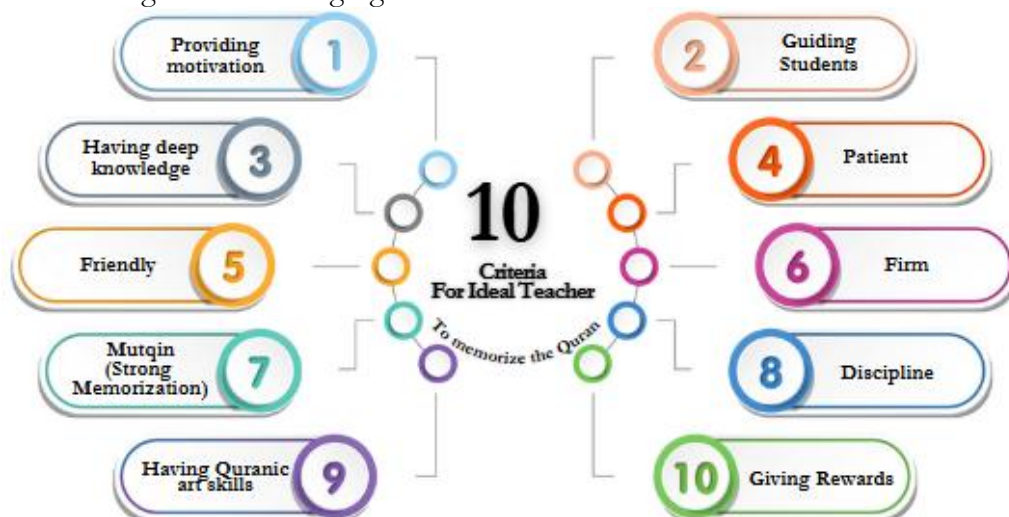 Providing
motivation
1
2
Guiding
Students
Having deep
knowledge
3
4
Patient
10
Criteria
For Ideal Teacher
To memorize the Quran
Friendly
5
6
Firm
Mutqin
(Strong
Memorization)
7
8
Discipline
Having Quranic
art skills
9
10
Giving Rewards